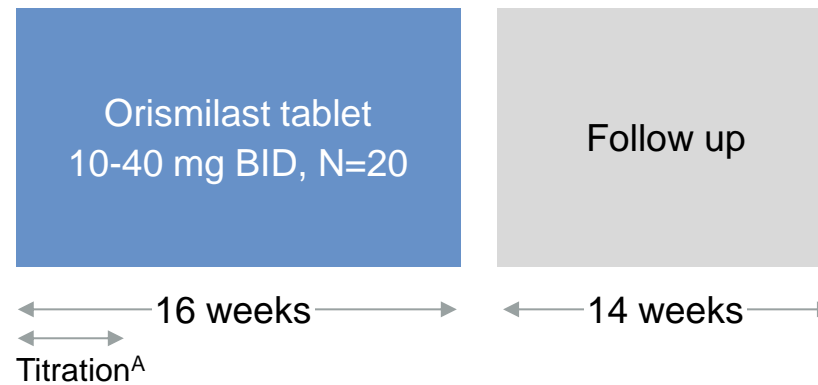 Orismilast tablet
10-40 mg BID, N=20
Follow up
16 weeks
14 weeks
Titrationᴬ